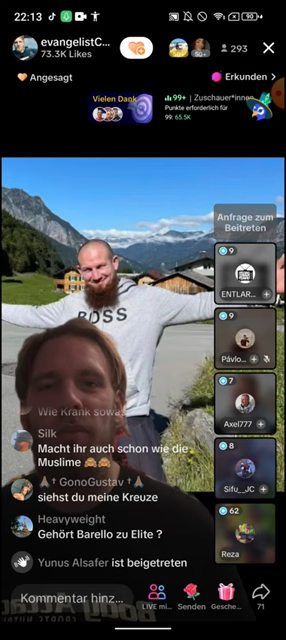 22:13
90
evangelistC...
73.3K Likes
50+
293
Angesagt
Erkunden >
Vielen Dank
99+ | Zuschauer*innen
Punkte erforderlich für
99: 65.5K
Anfrage zum
Beitreten
BOSS
9
ENTLAR...
9
Pávlo...
7
Axel777
8
Sifu__JC
62
Reza
Wie Krank sowas
Silk
Macht ihr auch schon wie die
Muslime 🙈🙈
🙏🏽† GonoGustav †🙏🏽
siehst du meine Kreuze
Heavyweight
Gehört Barello zu Elite ?
Yunus Alsafer ist beigetreten
Kommentar hinz...
LIVE mi...
Senden
Gesche...
71